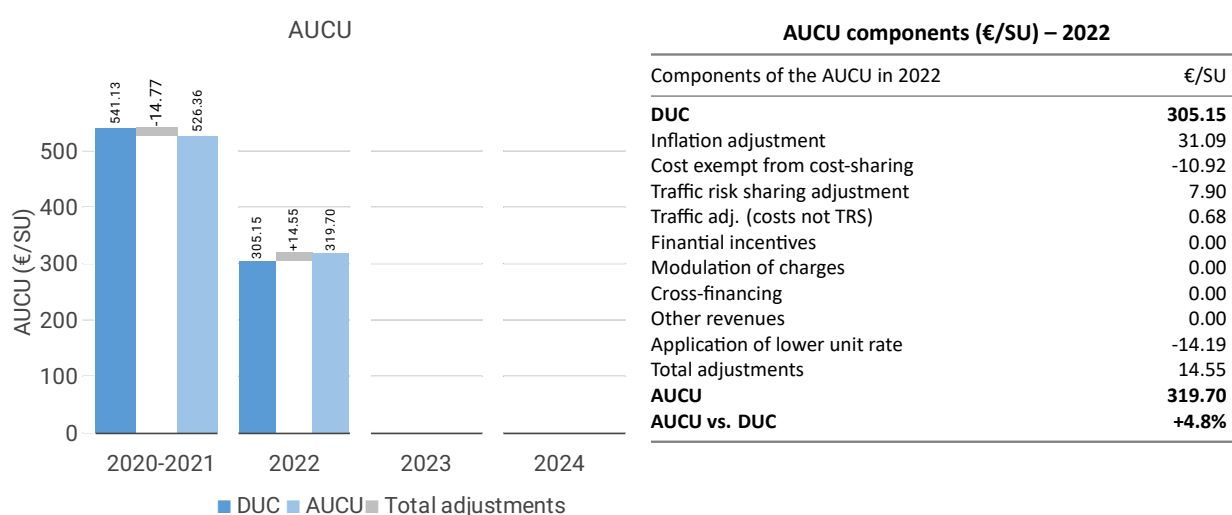 AUCU
541.13
-14.77
526.36
305.15
+14.55
319.70
AUCU (€/SU)
500
400
300
200
100
0
2020-2021
2022
2023
2024
DUC
AUCU
Total adjustments
AUCU components (€/SU) – 2022
Components of the AUCU in 2022 €/SU
DUC 305.15
Inflation adjustment 31.09
Cost exempt from cost-sharing -10.92
Traffic risk sharing adjustment 7.90
Traffic adj. (costs not TRS) 0.68
Finantial incentives 0.00
Modulation of charges 0.00
Cross-financing 0.00
Other revenues 0.00
Application of lower unit rate -14.19
Total adjustments 14.55
AUCU 319.70
AUCU vs. DUC +4.8%